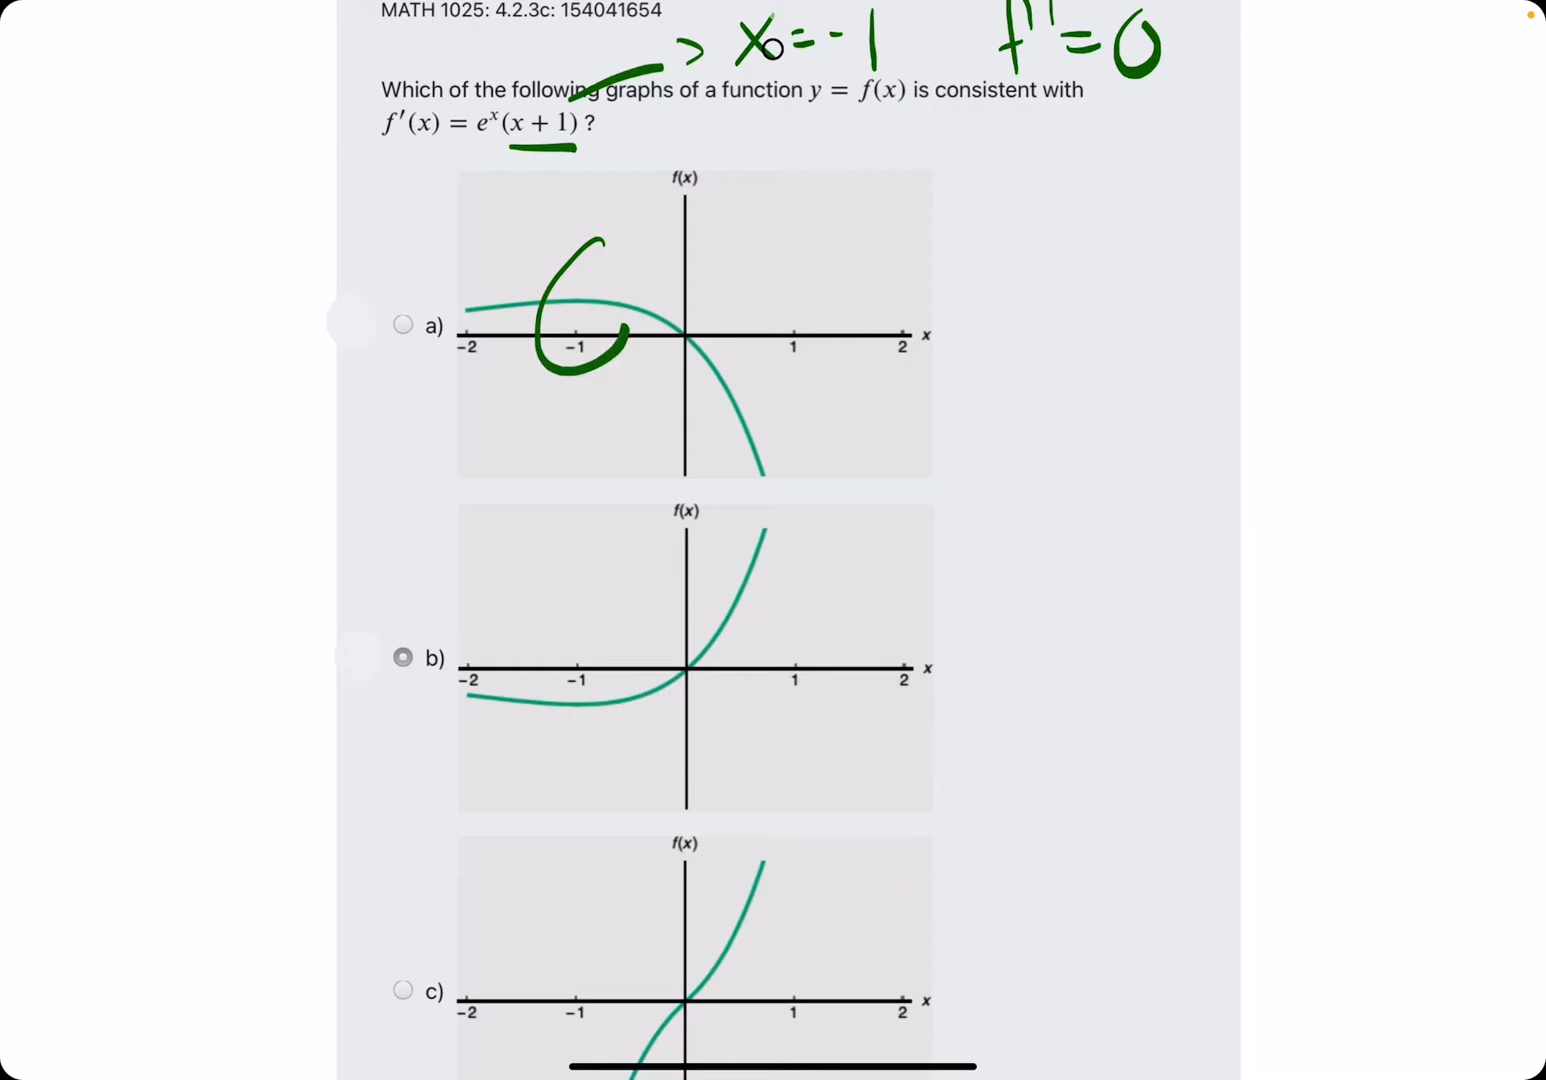 MATH 1025: 4.2.3c: 154041654
x = -1 f' = 0
Which of the following graphs of a function y = f(x) is consistent with
f′(x) = eˣ(x + 1) ?
f(x)
a)
x
-2 -1 1 2
f(x)
b)
x
-2 -1 1 2
f(x)
c)
x
-2 -1 1 2